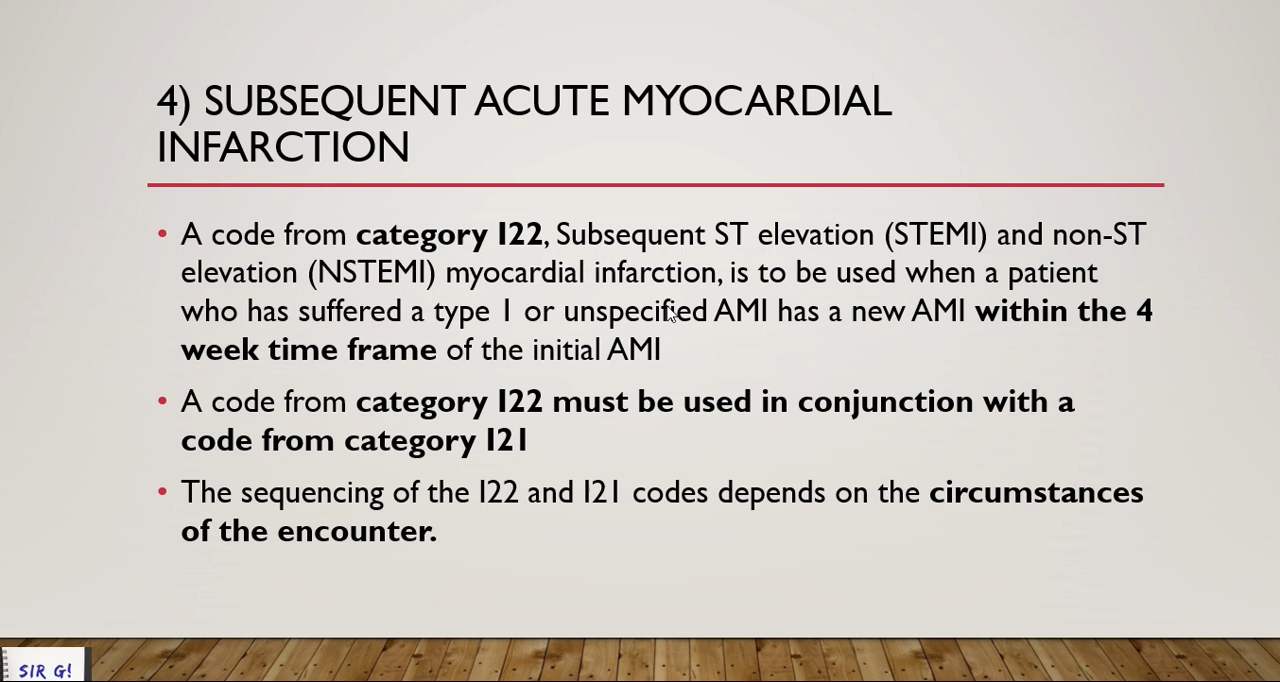 4) SUBSEQUENT ACUTE MYOCARDIAL
INFARCTION
• A code from category I22, Subsequent ST elevation (STEMI) and non-ST
elevation (NSTEMI) myocardial infarction, is to be used when a patient
who has suffered a type 1 or unspecified AMI has a new AMI within the 4
week time frame of the initial AMI
• A code from category I22 must be used in conjunction with a
code from category I21
• The sequencing of the I22 and I21 codes depends on the circumstances
of the encounter.
SIR G!